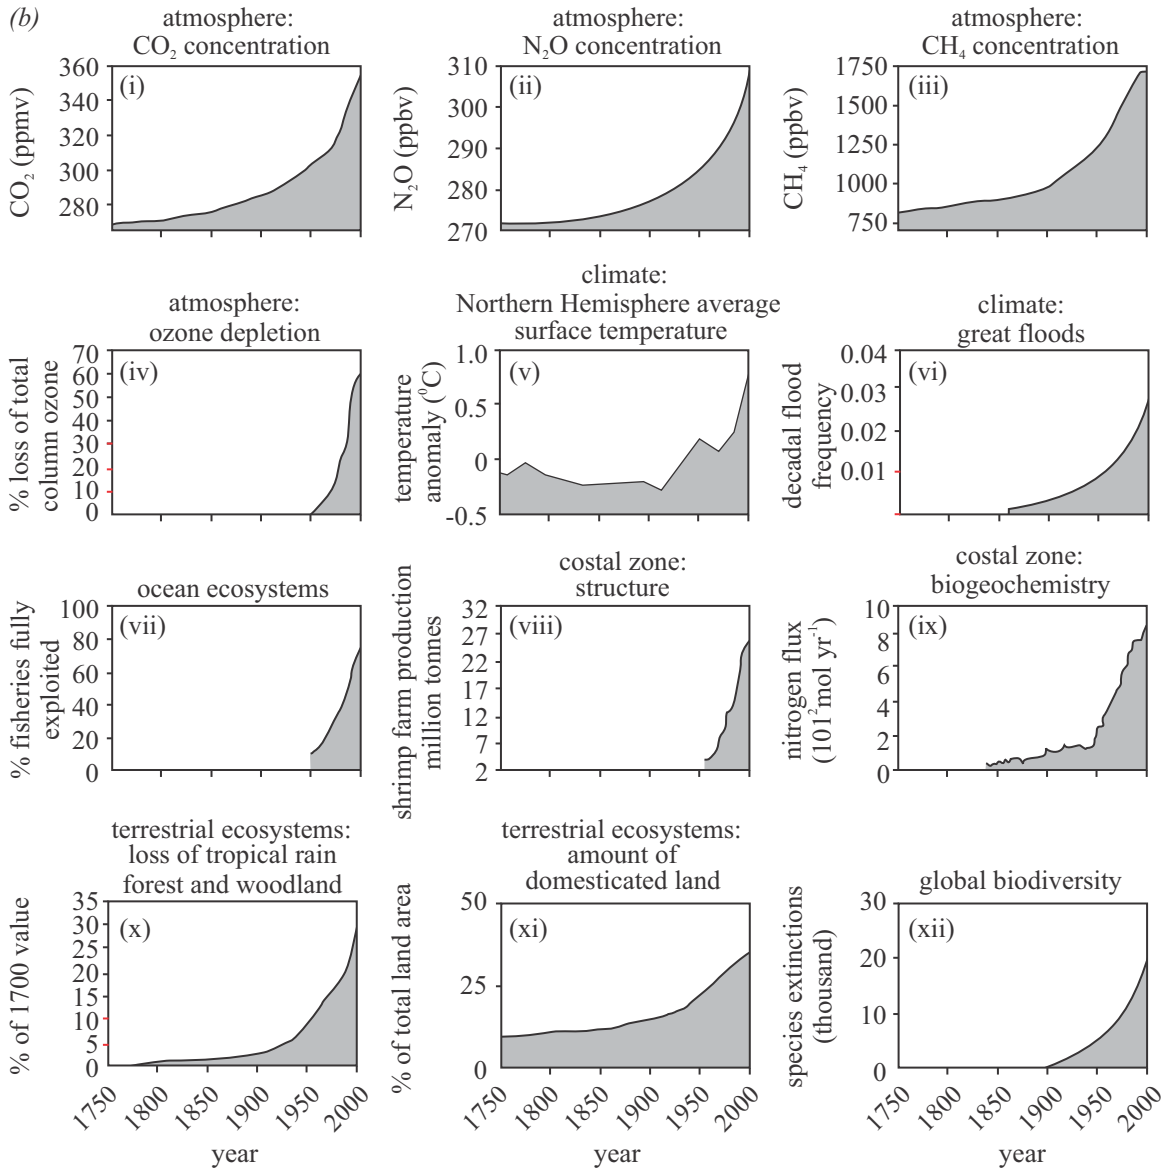 (b)
atmosphere:
CO₂ concentration
CO₂ (ppmv)
360
340
320
300
280
(i)
atmosphere:
N₂O concentration
N₂O (ppbv)
310
300
290
280
270
(ii)
atmosphere:
CH₄ concentration
CH₄ (ppbv)
1750
1500
1250
1000
750
(iii)
atmosphere:
ozone depletion
% loss of total
column ozone
70
60
50
40
30
20
10
0
(iv)
climate:
Northern Hemisphere average
surface temperature
temperature
anomaly (⁰C)
1.0
0.5
0
-0.5
(v)
climate:
great floods
decadal flood
frequency
0.04
0.03
0.02
0.01
(vi)
ocean ecosystems
% fisheries fully
exploited
100
80
60
40
20
0
(vii)
costal zone:
structure
shrimp farm production
million tonnes
32
27
22
17
12
7
2
(viii)
costal zone:
biogeochemistry
nitrogen flux
(101²mol yr⁻¹)
10
8
6
4
2
0
(ix)
terrestrial ecosystems:
loss of tropical rain
forest and woodland
% of 1700 value
35
30
25
20
15
10
5
0
(x)
1750
1800
1850
1900
1950
2000
year
terrestrial ecosystems:
amount of
domesticated land
% of total land area
50
25
0
(xi)
1750
1800
1850
1900
1950
2000
year
global biodiversity
species extinctions
(thousand)
30
20
10
0
(xii)
1750
1800
1850
1900
1950
2000
year